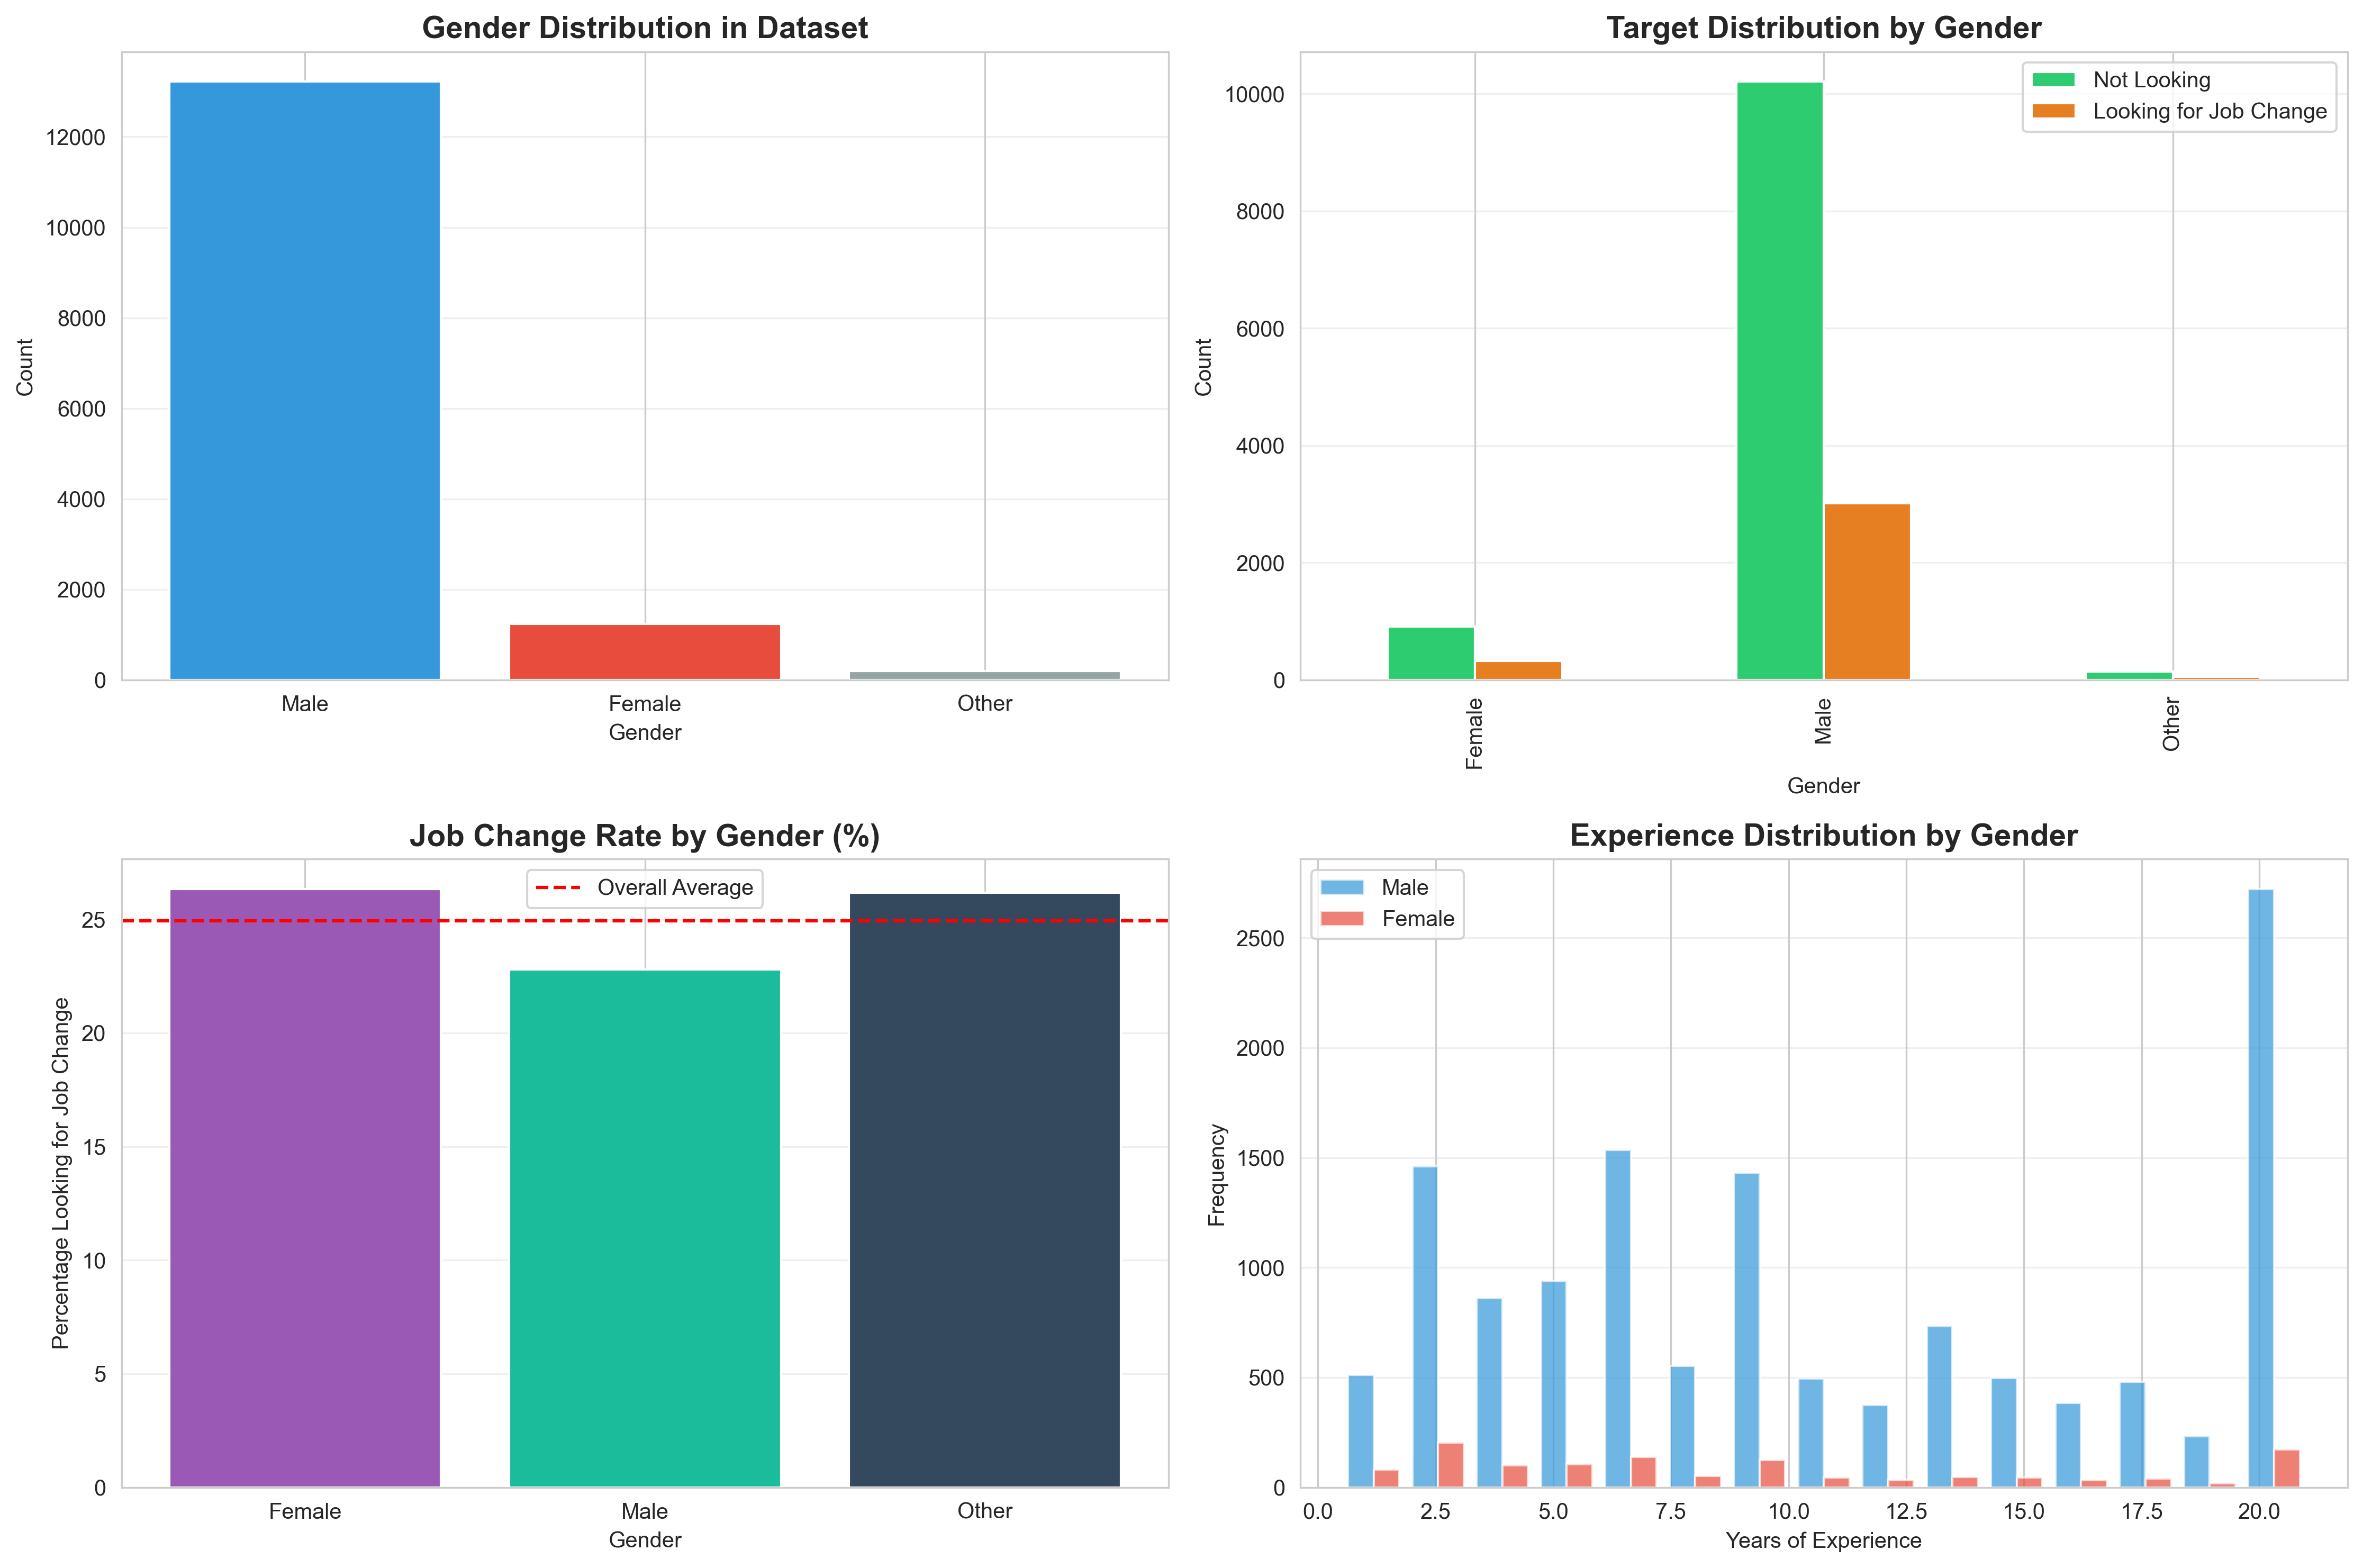 Gender Distribution in Dataset
Count
12000
10000
8000
6000
4000
2000
0
Male
Female
Other
Gender
Target Distribution by Gender
Not Looking
Looking for Job Change
Count
10000
8000
6000
4000
2000
0
Female
Male
Other
Gender
Job Change Rate by Gender (%)
Overall Average
Percentage Looking for Job Change
25
20
15
10
5
0
Female
Male
Other
Gender
Experience Distribution by Gender
Male
Female
Frequency
2500
2000
1500
1000
500
0
0.0
2.5
5.0
7.5
10.0
12.5
15.0
17.5
20.0
Years of Experience